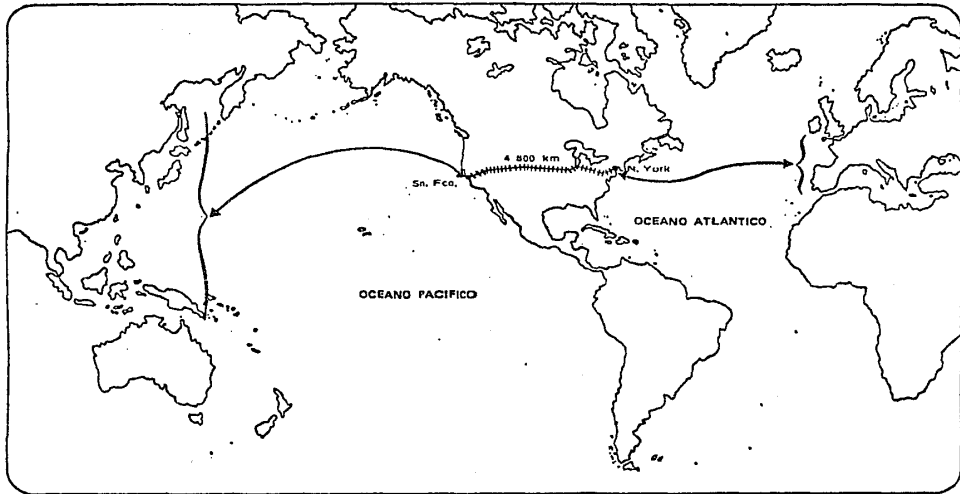 4 800 km
Sn. Fco.
N. York
OCEANO ATLANTICO
OCEANO PACIFICO